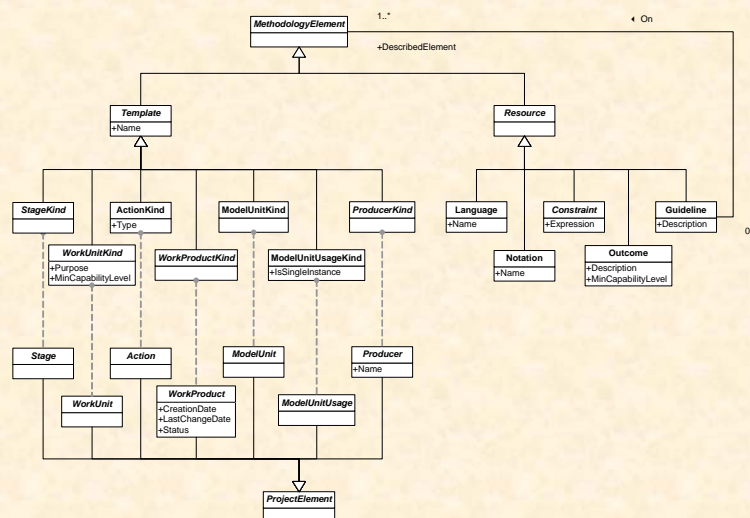 1..*
◄ On
MethodologyElement
+DescribedElement
Template
+Name
Resource
StageKind
ActionKind
+Type
ModelUnitKind
ProducerKind
Language
+Name
Constraint
+Expression
Guideline
+Description
0
WorkUnitKind
+Purpose
+MinCapabilityLevel
WorkProductKind
ModelUnitUsageKind
+IsSingleInstance
Notation
+Name
Outcome
+Description
+MinCapabilityLevel
Stage
Action
ModelUnit
Producer
+Name
WorkUnit
WorkProduct
+CreationDate
+LastChangeDate
+Status
ModelUnitUsage
ProjectElement